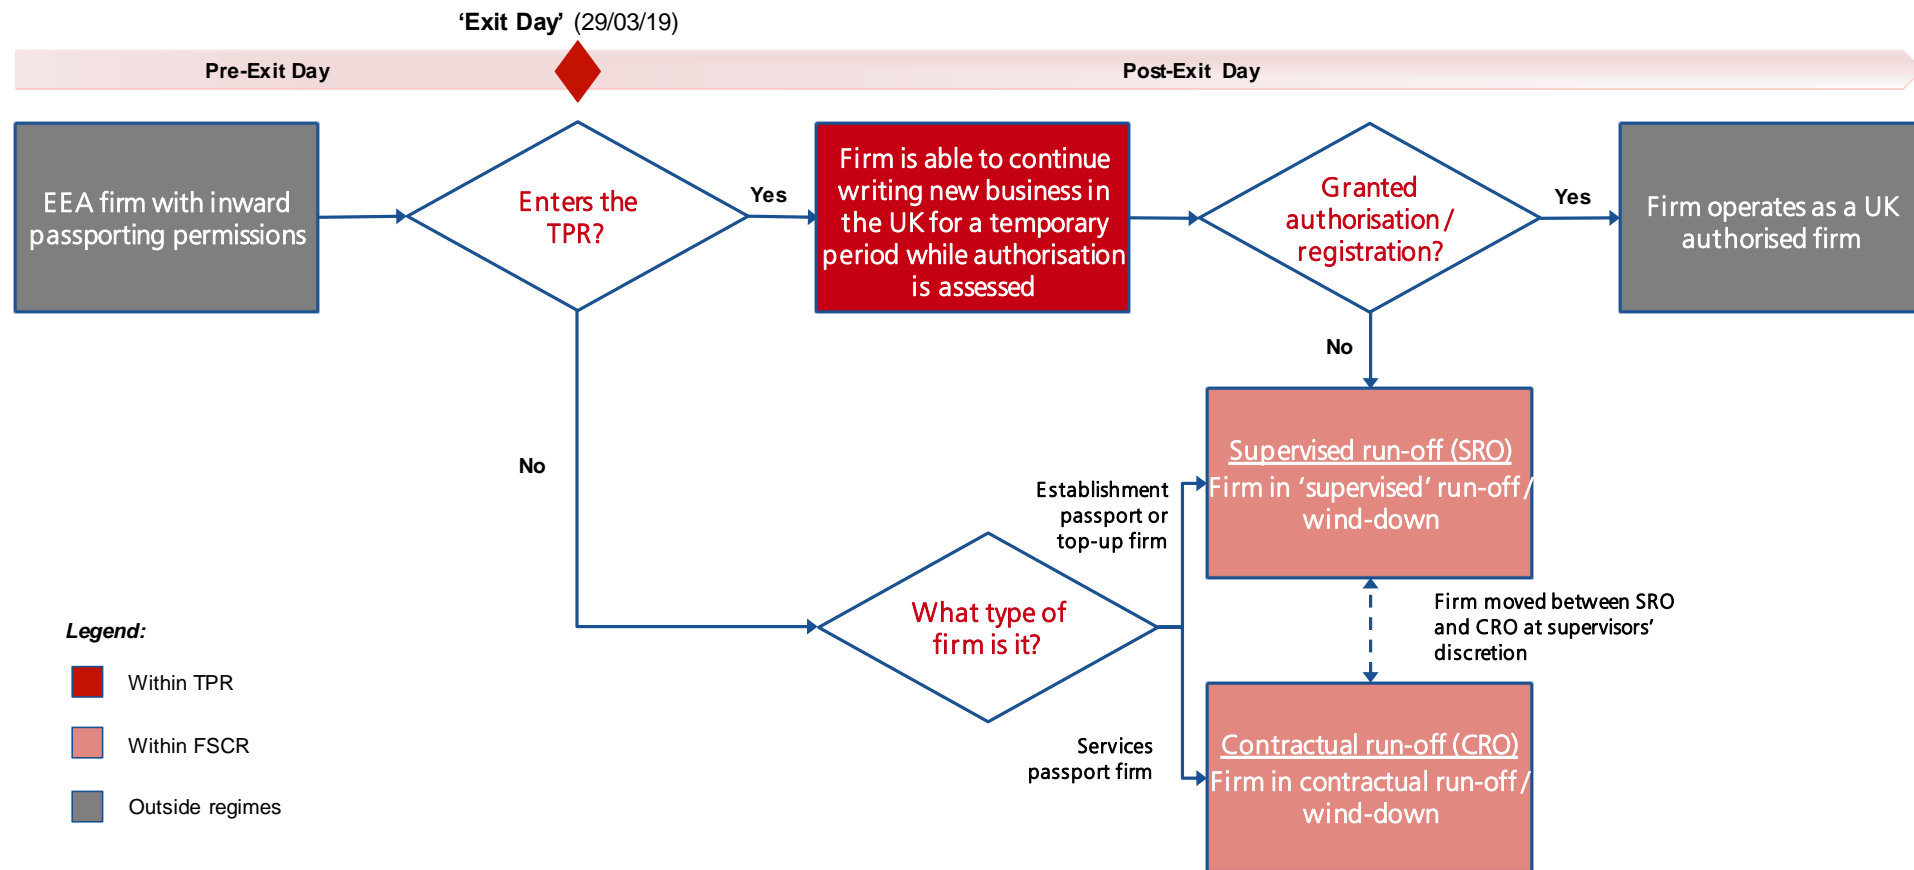 ‘Exit Day’ (29/03/19)
Pre-Exit Day
Post-Exit Day
EEA firm with inward
passporting permissions
Enters the
TPR?
Yes
Firm is able to continue
writing new business in
the UK for a temporary
period while authorisation
is assessed
Granted
authorisation /
registration?
Yes
Firm operates as a UK
authorised firm
No
No
Supervised run-off (SRO)
Firm in ‘supervised’ run-off /
wind-down
Establishment
passport or
top-up firm
What type of
firm is it?
Firm moved between SRO
and CRO at supervisors’
discretion
Services
passport firm
Contractual run-off (CRO)
Firm in contractual run-off /
wind-down
Legend:
Within TPR
Within FSCR
Outside regimes